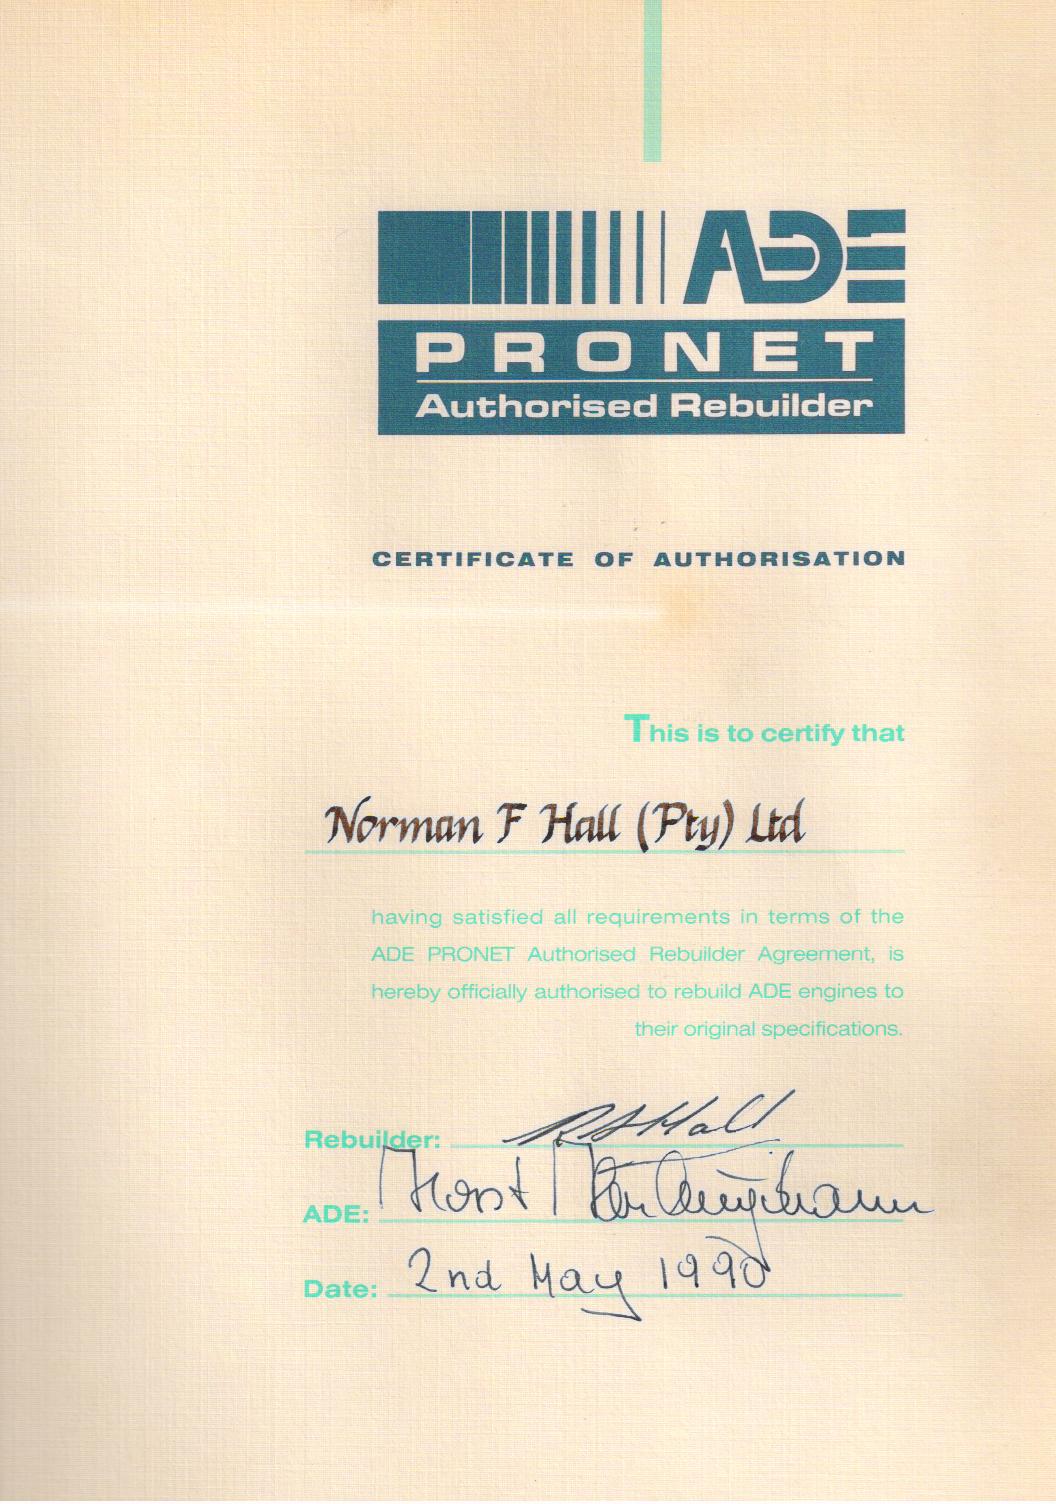 ADE
PRONET
Authorised Rebuilder
CERTIFICATE OF AUTHORISATION
This is to certify that
Norman F Hall (Pty) Ltd
having satisfied all requirements in terms of the
ADE PRONET Authorised Rebuilder Agreement, is
hereby officially authorised to rebuild ADE engines to
their original specifications.
Rebuilder: Hall
ADE: Horst
Date: 2nd May 1990